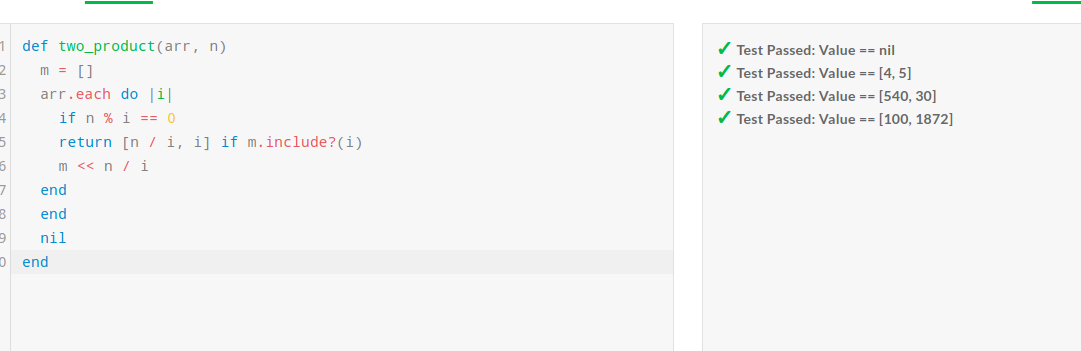 1 def two_product(arr, n)
2 m = []
3 arr.each do |i|
4 if n % i == 0
5 return [n / i, i] if m.include?(i)
6 m << n / i
7 end
8 end
9 nil
0 end
✓ Test Passed: Value == nil
✓ Test Passed: Value == [4, 5]
✓ Test Passed: Value == [540, 30]
✓ Test Passed: Value == [100, 1872]